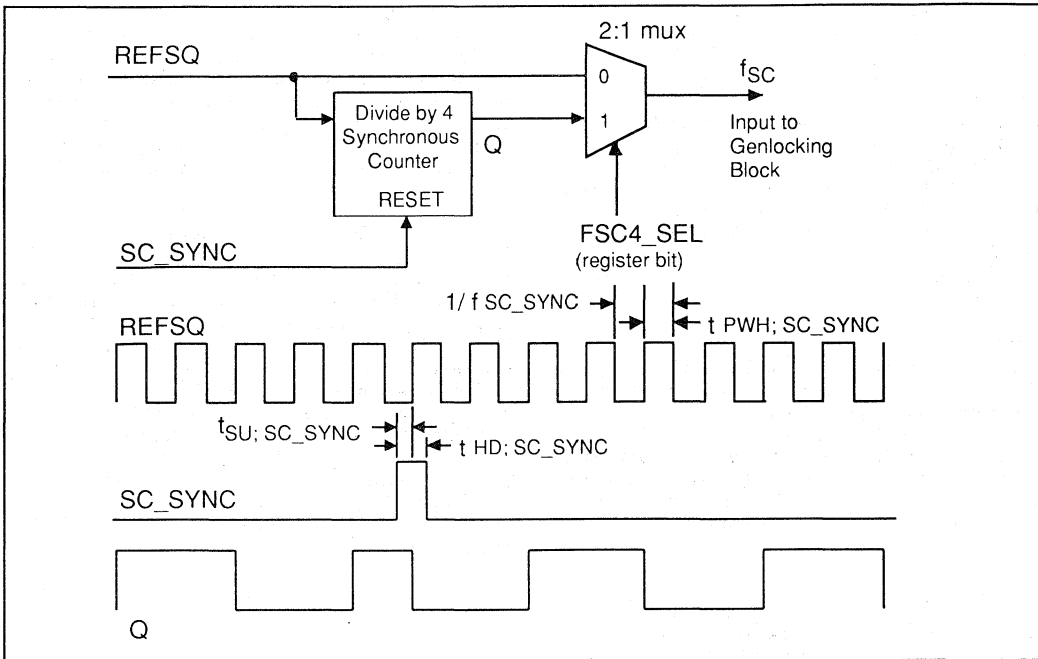 2:1 mux
REFSQ
0
fSC
Divide by 4
Synchronous
Counter
Q
1
Input to
Genlocking
Block
RESET
SC_SYNC
FSC4_SEL
(register bit)
1/ f SC_SYNC
REFSQ
t PWH; SC_SYNC
tSU; SC_SYNC
t HD; SC_SYNC
SC_SYNC
Q